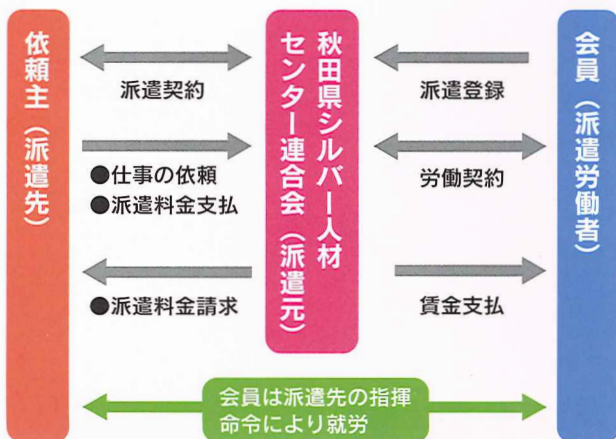 依頼主（派遣先）
派遣契約
●仕事の依頼
●派遣料金支払
●派遣料金請求
秋田県シルバー人材
センター連合会（派遣元）
派遣登録
労働契約
賃金支払
会員（派遣労働者）
会員は派遣先の指揮
命令により就労